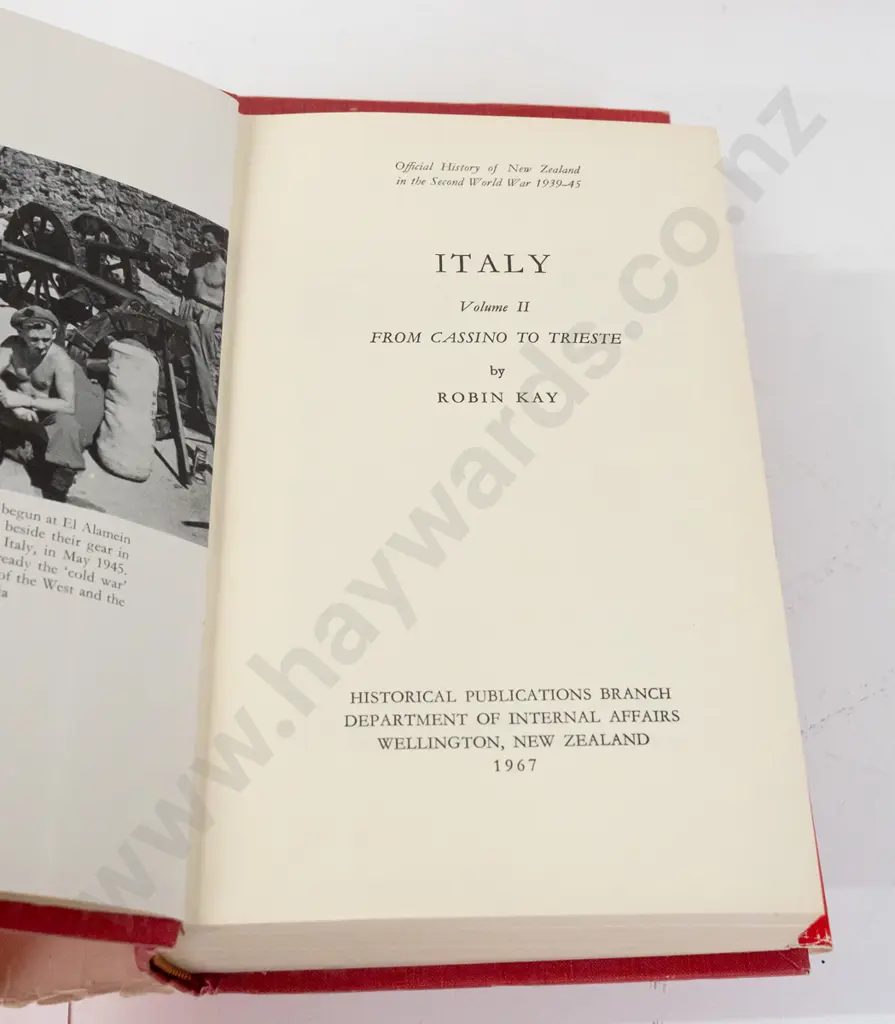 begun at El Alamein
beside their gear in
Italy, in May 1945.
the 'cold war'
of the West and the
Official History of New Zealand
in the Second World War 1939–45
ITALY
Volume II
FROM CASSINO TO TRIESTE
by
ROBIN KAY
HISTORICAL PUBLICATIONS BRANCH
DEPARTMENT OF INTERNAL AFFAIRS
WELLINGTON, NEW ZEALAND
1967
www.haywards.co.nz